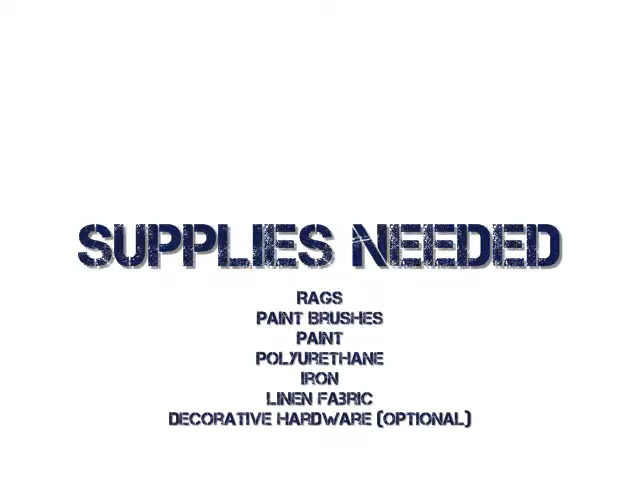 SUPPLIES NEEDED
RAGS
PAINT BRUSHES
PAINT
POLYURETHANE
IRON
LINEN FABRIC
DECORATIVE HARDWARE (OPTIONAL)